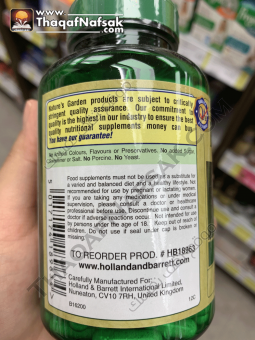 www.ThaqafNafsak.com
Nature's Garden products are subject to critically
stringent quality assurance. Our commitment to
quality is the highest in our industry to ensure the best
quality nutritional supplements money can buy.
You have our guarantee!
No Artificial Colours, Flavours or Preservatives. No added Sugar,
Sweetener or Salt. No Porcine. No Yeast.
Food supplements must not be used as a substitute for
a varied and balanced diet and a healthy lifestyle. Not
recommended for use by pregnant or lactating women.
If you are taking any medications or under medical
supervision, please consult a doctor or healthcare
professional before use. Discontinue use and consult a
doctor if adverse reactions occur. Not intended for use
by persons under the age of 18. Keep out of reach of
children. Do not use if seal under cap is broken or
missing.
TO REORDER PROD. # HB18963
www.hollandandbarrett.com
Carefully Manufactured For:
Holland & Barrett International Limited,
Nuneaton, CV10 7RH, United Kingdom
B16200
12C